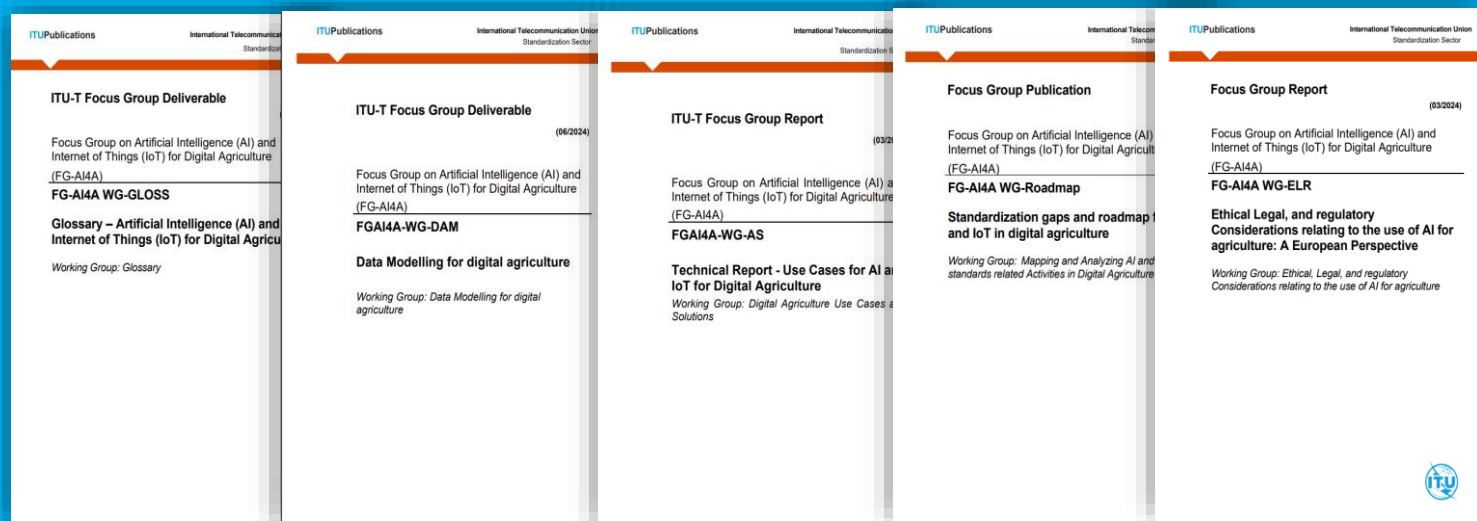 ITUPublications
International
Standardization
ITU-T Focus Group Deliverable
Focus Group on Artificial Intelligence (AI) and
Internet of Things (IoT) for Digital Agriculture
(FG-AI4A)
FG-AI4A WG-GLOSS
Glossary – Artificial Intelligence (AI) and
Internet of Things (IoT) for Digital
Working Group: Glossary
ITUPublications
International Telecommunication Union
Standardization Sector
ITU-T Focus Group Deliverable
(06/2024)
Focus Group on Artificial Intelligence (AI) and
Internet of Things (IoT) for Digital Agriculture
(FG-AI4A)
FGAI4A-WG-DAM
Data Modelling for digital agriculture
Working Group: Data Modelling for digital
agriculture
ITUPublications
International Telecommunication
Standardization
ITU-T Focus Group Report
Focus Group on Artificial Intelligence (AI)
Internet of Things (IoT) for Digital Agriculture
(FG-AI4A)
FGAI4A-WG-AS
Technical Report - Use Cases for AI
IoT for Digital Agriculture
Working Group: Digital Agriculture Use Cases
Solutions
ITUPublications
International
Focus Group Publication
Focus Group on Artificial Intelligence (AI)
Internet of Things (IoT) for Digital
(FG-AI4A)
FG-AI4A WG-Roadmap
Standardization gaps and roadmap
and IoT in digital agriculture
Working Group: Mapping and Analyzing AI and
standards related Activities in Digital Agriculture
ITUPublications
International Telecommunication Union
Standardization Sector
Focus Group Report
(03/2024)
Focus Group on Artificial Intelligence (AI) and
Internet of Things (IoT) for Digital Agriculture
(FG-AI4A)
FG-AI4A WG-ELR
Ethical Legal, and regulatory
Considerations relating to the use of AI for
agriculture: A European Perspective
Working Group: Ethical, Legal, and regulatory
Considerations relating to the use of AI for agriculture
ITU